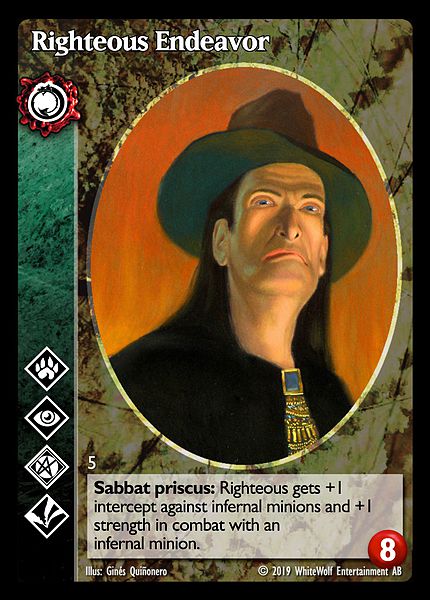 Righteous Endeavor
5
Sabbat priscus: Righteous gets +1
intercept against infernal minions and +1
strength in combat with an
infernal minion.
8
Illus: Ginés Quiñonero © 2019 WhiteWolf Entertainment AB